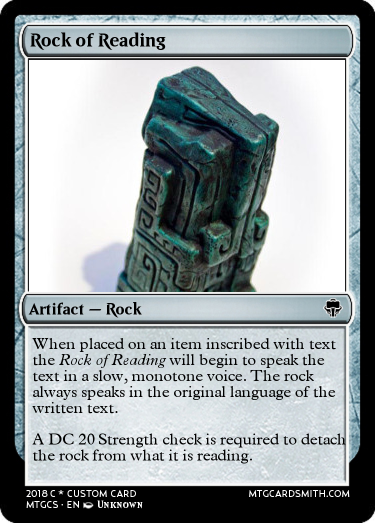 Rock of Reading
Artifact — Rock
When placed on an item inscribed with text
the Rock of Reading will begin to speak the
text in a slow, monotone voice. The rock
always speaks in the original language of the
written text.
A DC 20 Strength check is required to detach
the rock from what it is reading.
2018 C * CUSTOM CARD
MTGCARDSMITH.COM
MTGCS · EN Unknown